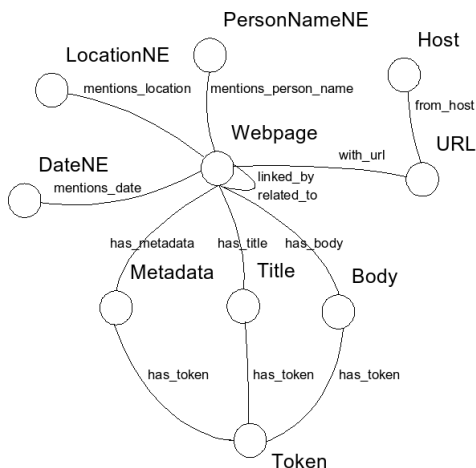 PersonNameNE
Host
LocationNE
mentions_location
mentions_person_name
from_host
Webpage
URL
with_url
DateNE
linked_by
mentions_date
related_to
has_metadata
has_title
has_body
Metadata
Title
Body
has_token
has_token
has_token
Token